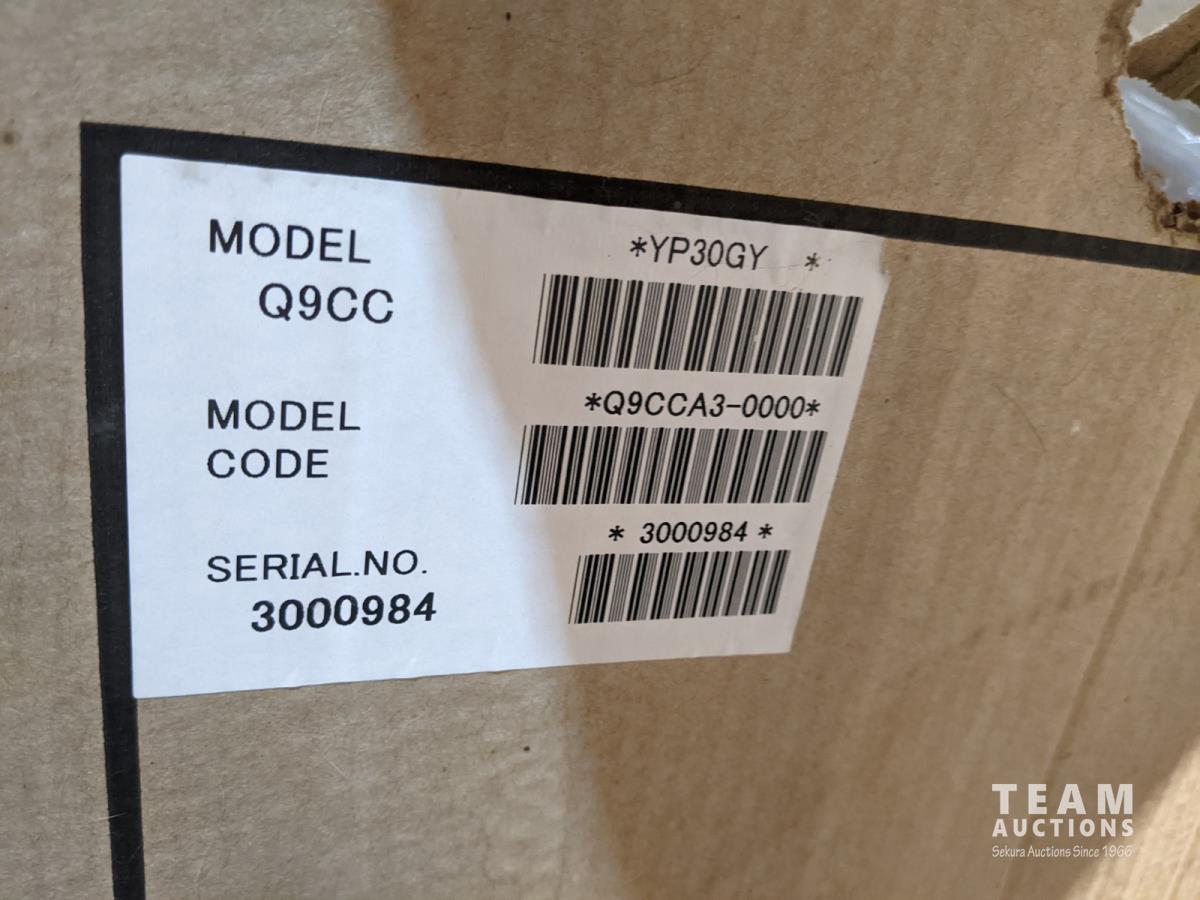 MODEL
Q9CC
*YP30GY *
MODEL
CODE
*Q9CCA3-0000*
SERIAL.NO.
3000984
* 3000984 *
TEAM
AUCTIONS
Sekura Auctions Since 1966